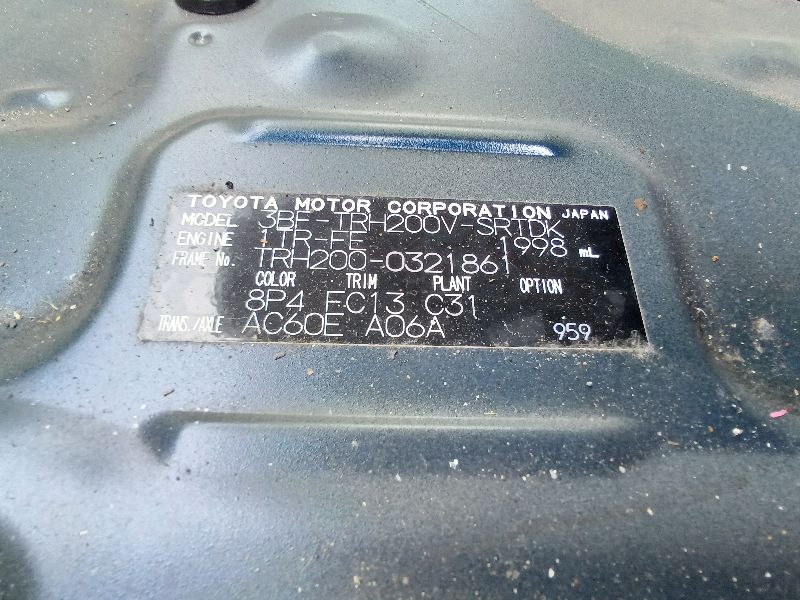 TOYOTA MOTOR CORPORATION JAPAN
MODEL 3BF-TRH200V-SRTDK
ENGINE 1TR-FE 1998 mL
FRAME No. TRH200-0321861
COLOR TRIM PLANT OPTION
8P4 FC13 C31
TRANS./AXLE AC60E A06A 959